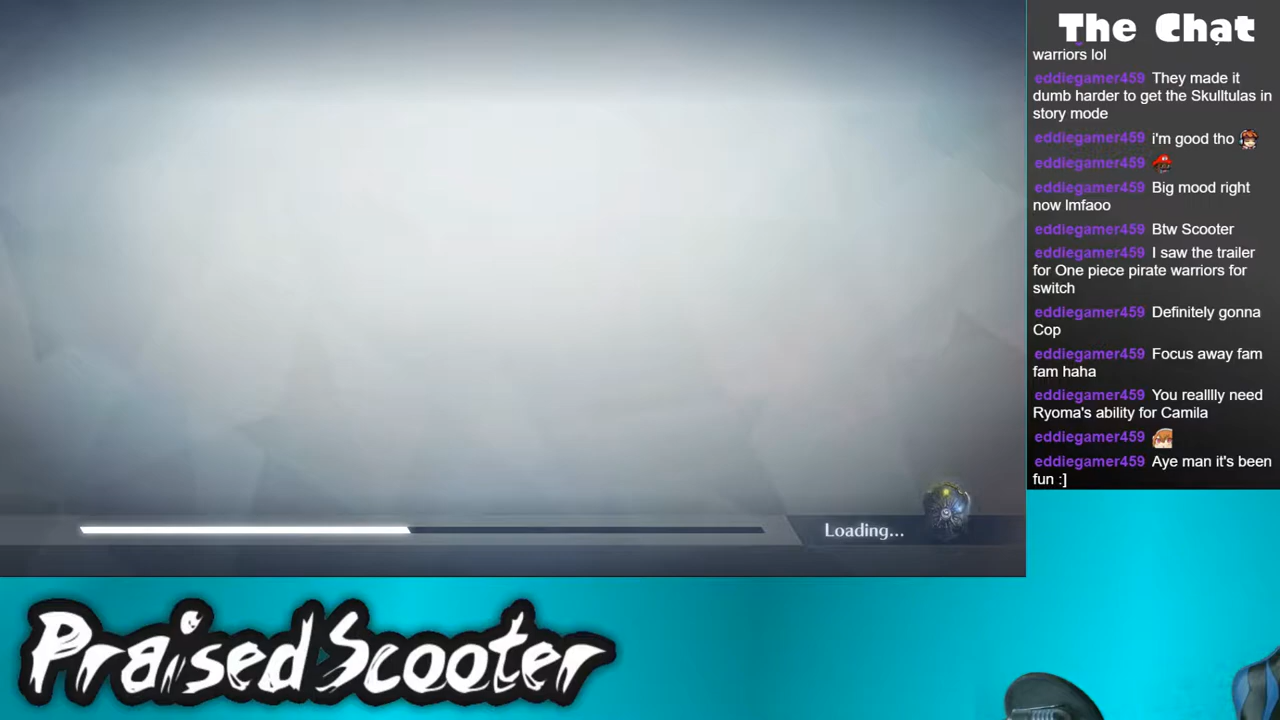 The Chat
warriors lol
eddiegamer459 They made it
dumb harder to get the Skulltulas in
story mode
eddiegamer459 i'm good tho
eddiegamer459
eddiegamer459 Big mood right
now lmfaoo
eddiegamer459 Btw Scooter
eddiegamer459 I saw the trailer
for One piece pirate warriors for
switch
eddiegamer459 Definitely gonna
Cop
eddiegamer459 Focus away fam
fam haha
eddiegamer459 You realllly need
Ryoma's ability for Camila
eddiegamer459
eddiegamer459 Aye man it's been
fun :]
Loading...
PraisedScooter